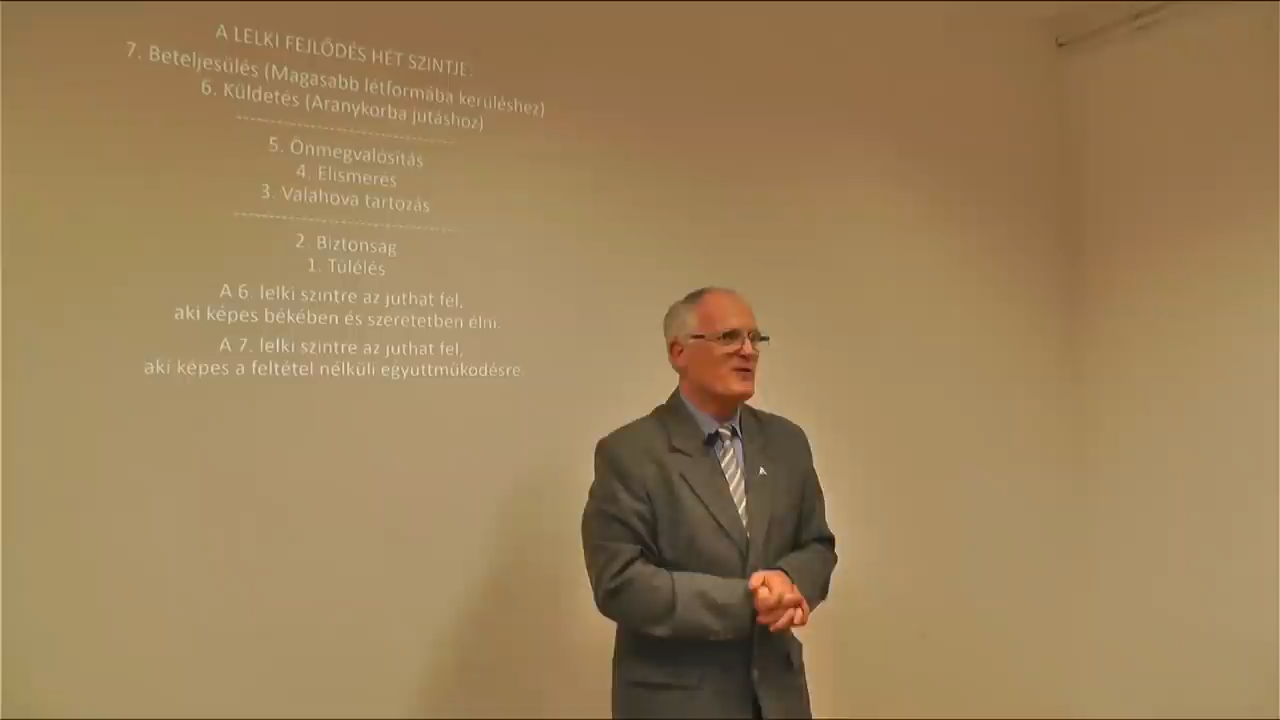 A LELKI FEJLŐDÉS HÉT SZINTJE:
7. Beteljesülés (Magasabb létformába kerüléshez)
6. Küldetés (Aranykorba jutáshoz)
--------------------------------
5. Önmegvalósítás
4. Elismerés
3. Valahova tartozás
--------------------------------
2. Biztonság
1. Túlélés
A 6. lelki szintre az juthat fel,
aki képes békében és szeretetben élni.
A 7. lelki szintre az juthat fel,
aki képes a feltétel nélküli együttműködésre.